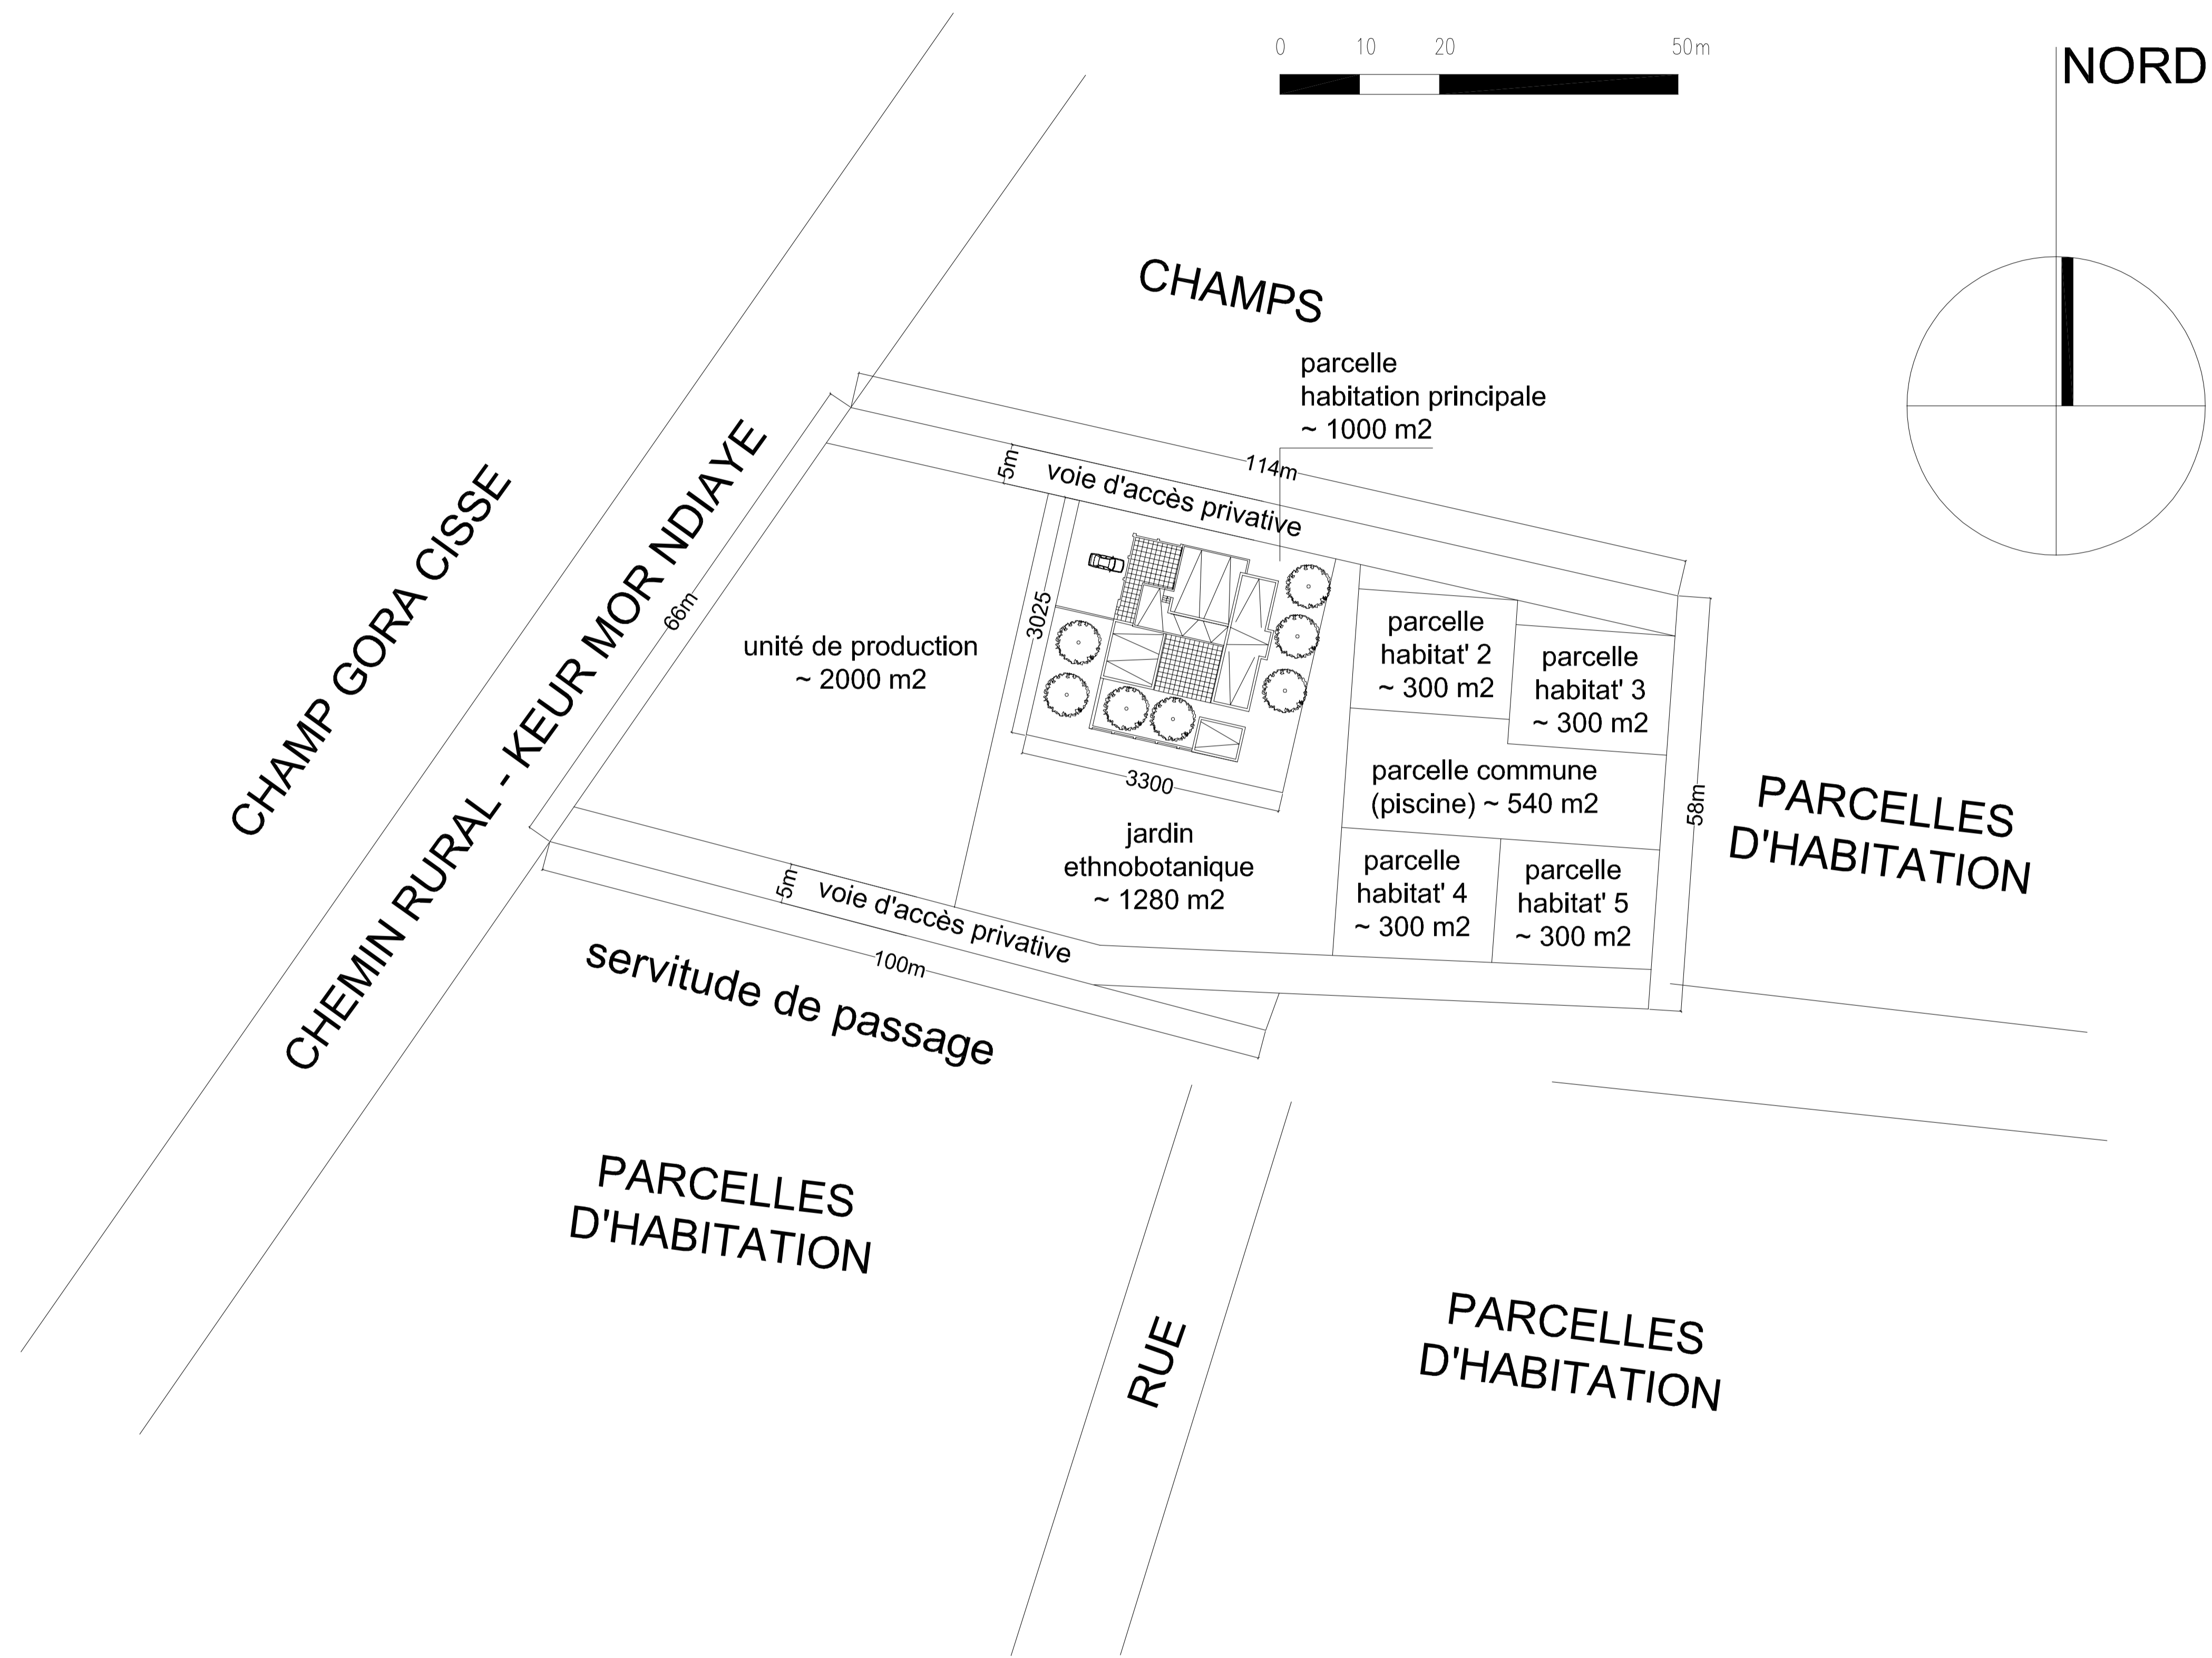 0 10 20 50m
NORD
CHAMPS
parcelle
habitation principale
~ 1000 m2
114m
5m
voie d'accès privative
CHAMP GORA CISSE
CHEMIN RURAL - KEUR MOR NDIAYE
66m
unité de production
~ 2000 m2
3025
3300
parcelle
habitat' 2
~ 300 m2
parcelle
habitat' 3
~ 300 m2
parcelle commune
(piscine) ~ 540 m2
58m
PARCELLES
D'HABITATION
jardin
ethnobotanique
~ 1280 m2
parcelle
habitat' 4
~ 300 m2
parcelle
habitat' 5
~ 300 m2
5m
voie d'accès privative
100m
servitude de passage
PARCELLES
D'HABITATION
RUE
PARCELLES
D'HABITATION